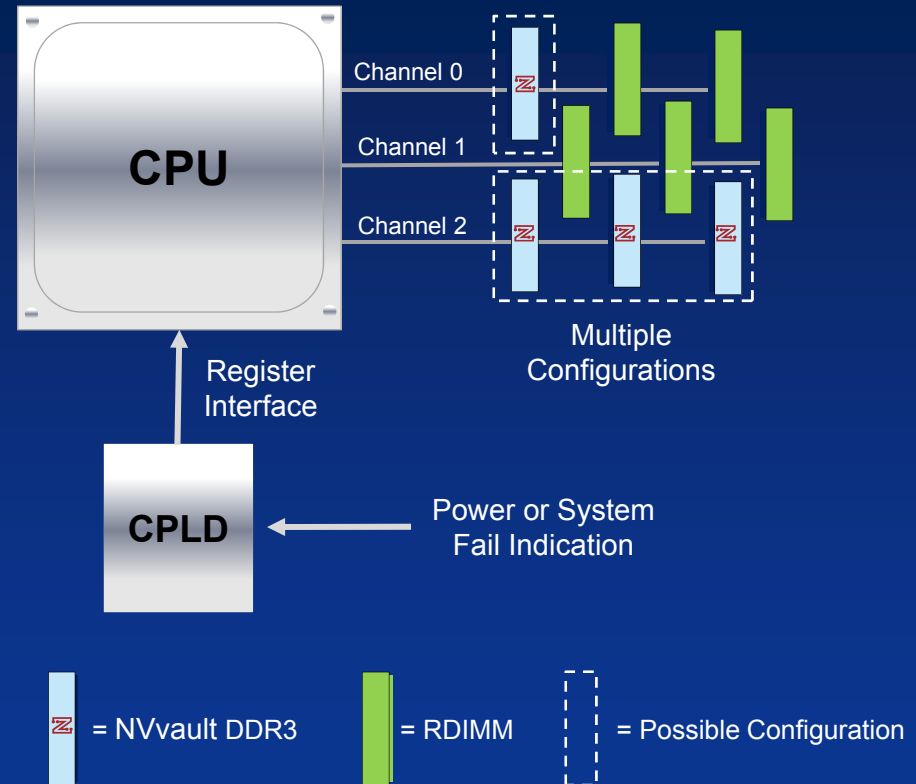 CPU
Channel 0
Channel 1
Channel 2
N
N
N
N
Multiple
Configurations
Register
Interface
CPLD
Power or System
Fail Indication
N
= NVvault DDR3
= RDIMM
= Possible Configuration